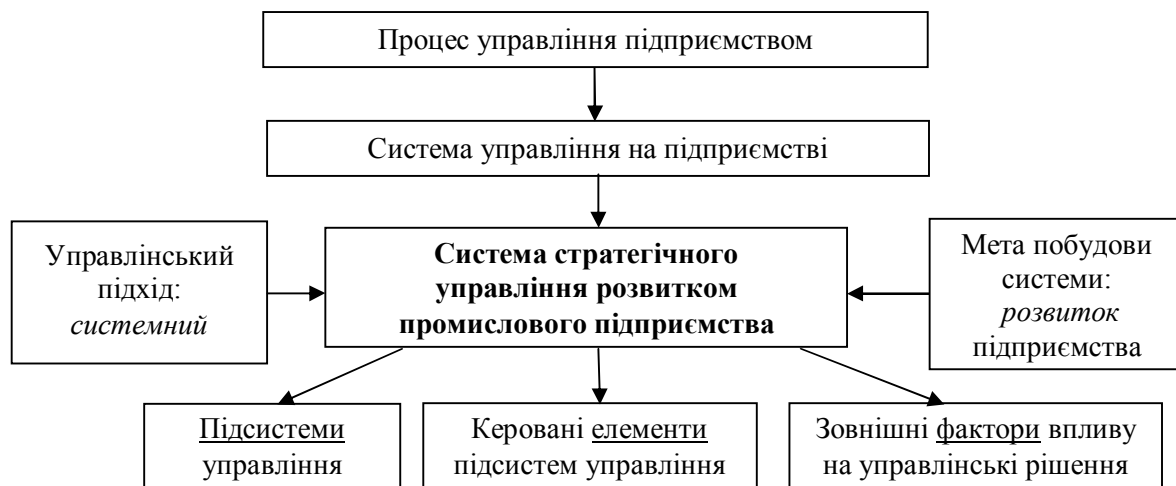 Процес управління підприємством
Система управління на підприємстві
Управлінський
підхід:
системний
Система стратегічного
управління розвитком
промислового підприємства
Мета побудови
системи:
розвиток
підприємства
Підсистеми
управління
Керовані елементи
підсистем управління
Зовнішні фактори впливу
на управлінські рішення